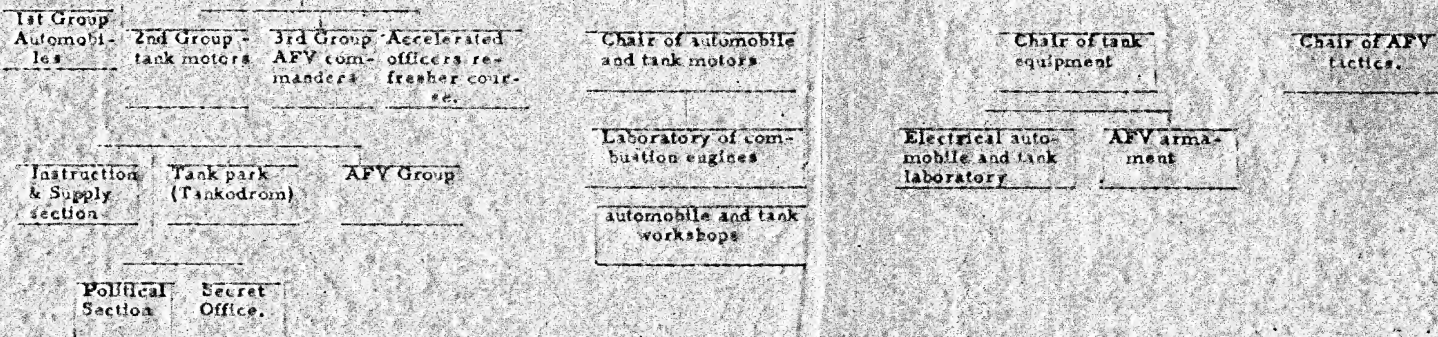 1st Group
Automobi-
les
2nd Group -
tank motors
3rd Group
AFV com-
manders
Accelerated
officers re-
fresher cour-
se.
Chair of automobile
and tank motors
Chair of tank
equipment
Chair of AFV
tactics.
Laboratory of com-
bustion engines
Electrical auto-
mobile and tank
laboratory
AFV arma-
ment
Instruction
& Supply
section
Tank park
(Tankodrom)
AFV Group
automobile and tank
workshops
Political
Section
Secret
Office.